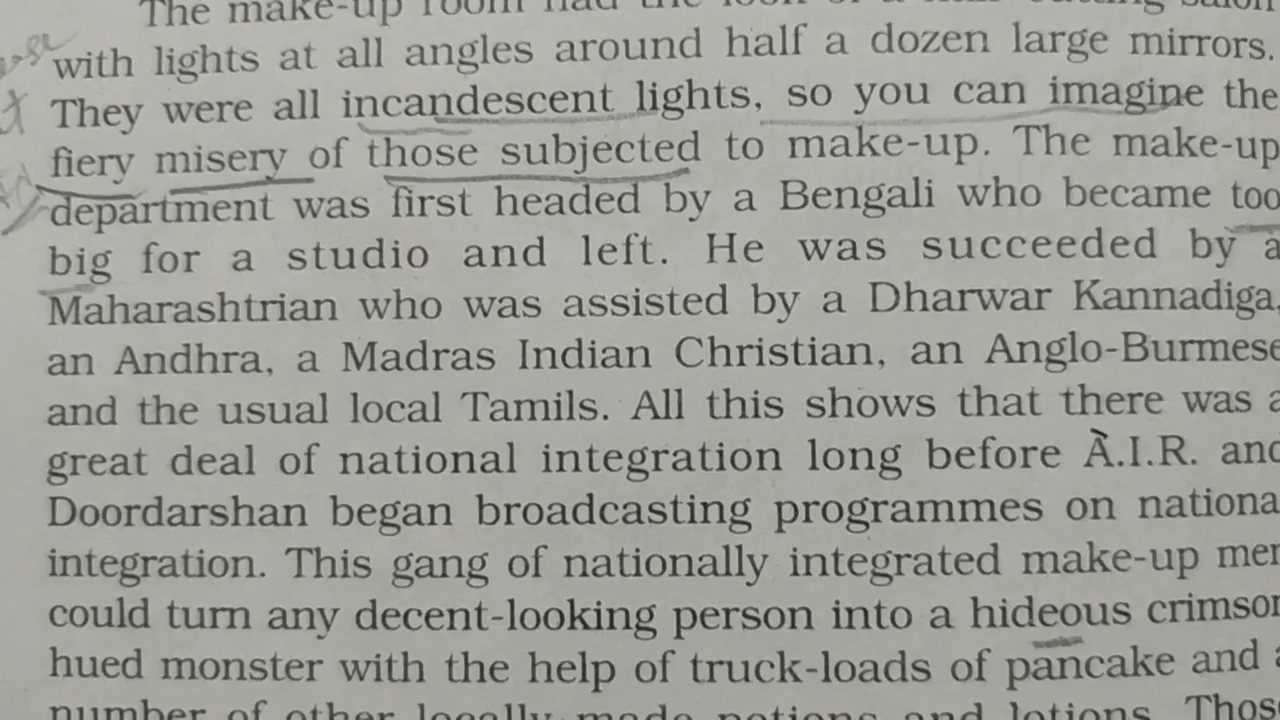 The make-up room had the look of a hair cutting salon
with lights at all angles around half a dozen large mirrors.
They were all incandescent lights, so you can imagine the
fiery misery of those subjected to make-up. The make-up
department was first headed by a Bengali who became too
big for a studio and left. He was succeeded by a
Maharashtrian who was assisted by a Dharwar Kannadiga,
an Andhra, a Madras Indian Christian, an Anglo-Burmese
and the usual local Tamils. All this shows that there was a
great deal of national integration long before A.I.R. and
Doordarshan began broadcasting programmes on national
integration. This gang of nationally integrated make-up men
could turn any decent-looking person into a hideous crimson
hued monster with the help of truck-loads of pancake and a
number of other locally made potions and lotions. Those